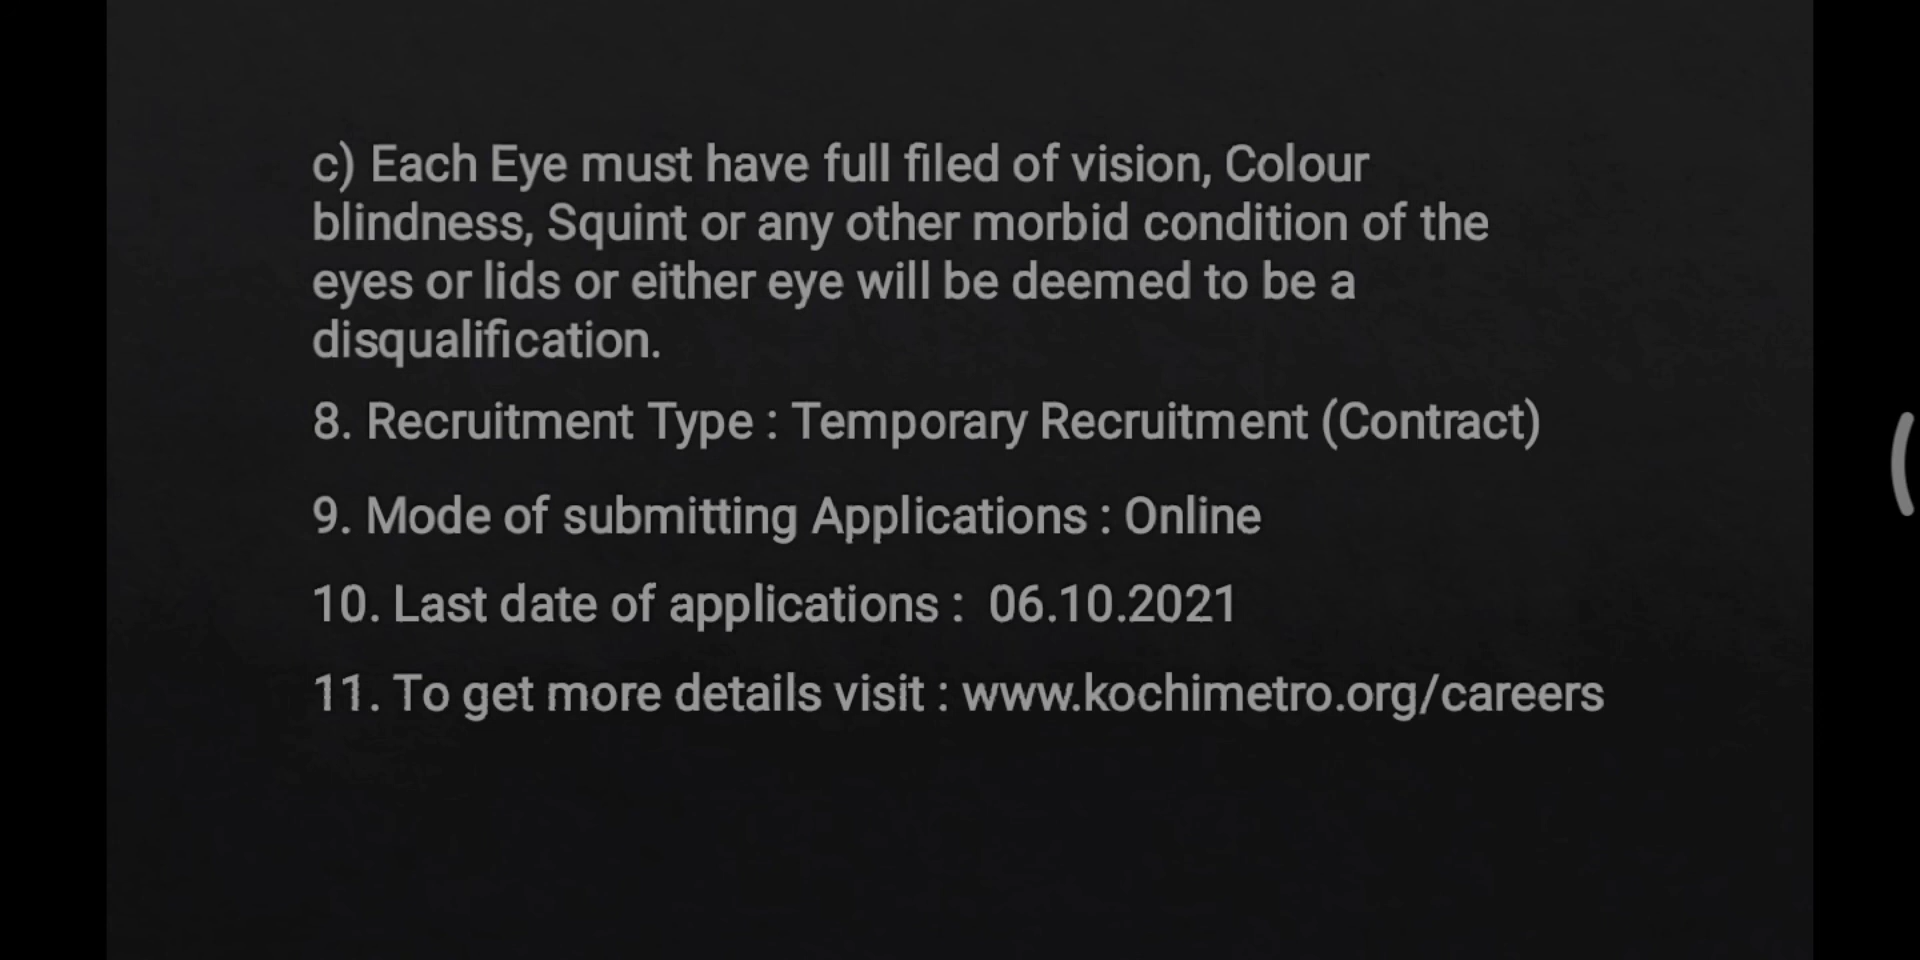 c) Each Eye must have full filed of vision, Colour
blindness, Squint or any other morbid condition of the
eyes or lids or either eye will be deemed to be a
disqualification.
8. Recruitment Type : Temporary Recruitment (Contract)
9. Mode of submitting Applications : Online
10. Last date of applications :  06.10.2021
11. To get more details visit : www.kochimetro.org/careers